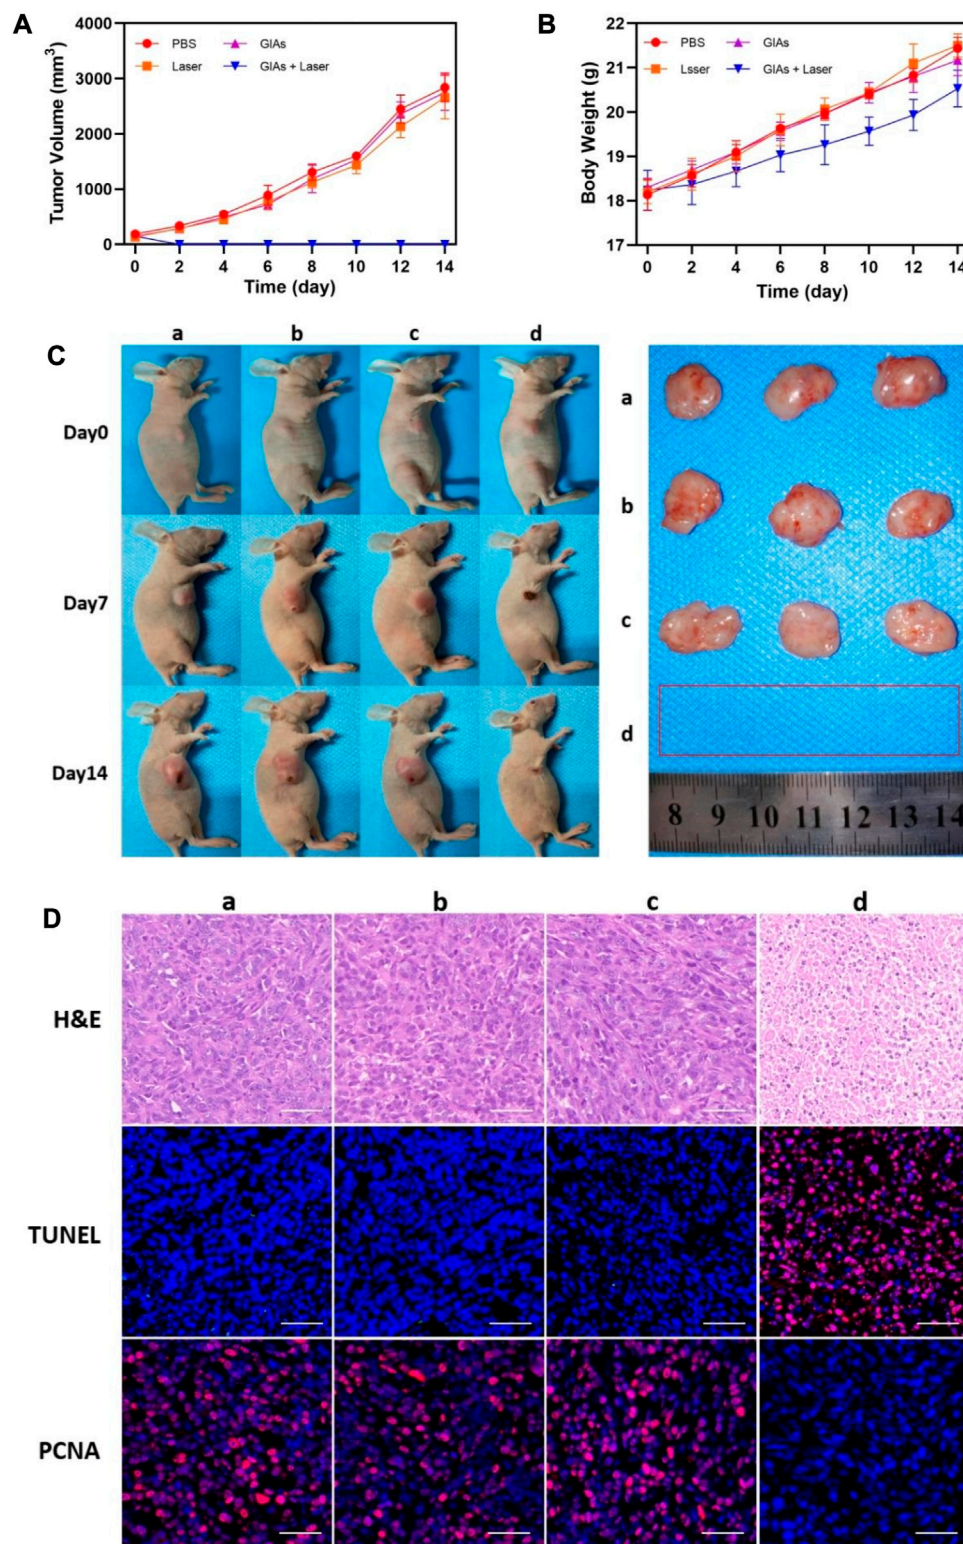 A
Tumor Volume (mm3)
4000
3000
2000
1000
0
PBS
GIAs
Laser
GIAs + Laser
0 2 4 6 8 10 12 14
Time (day)
B
Body Weight (g)
22
21
20
19
18
17
PBS
GIAs
Lsser
GIAs + Laser
0 2 4 6 8 10 12 14
Time (day)
C
a b c d
Day0
Day7
Day14
a
b
c
d
8 9 10 11 12 13 14
D
a b c d
H&E
TUNEL
PCNA